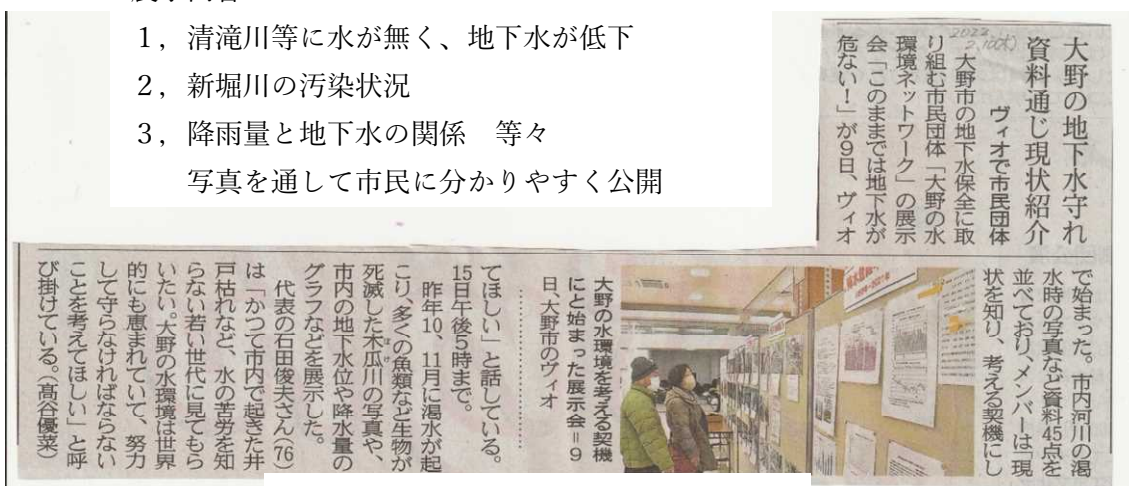 1，清滝川等に水が無く、地下水が低下
2，新堀川の汚染状況
3，降雨量と地下水の関係　等々
写真を通して市民に分かりやすく公開
2022
2,10(木)
大野の地下水守れ
資料通じ現状紹介
ヴィオで市民団体
大野市の地下水保全に取
り組む市民団体「大野の水
環境ネットワーク」の展示
会「このままでは地下水が
危ない！」が９日、ヴィオ
で始まった。市内河川の渇
水時の写真など資料45点を
並べており、メンバーは「現
状を知り、考える契機にし
大野の水環境を考える契機
にと始まった展示会＝９
日、大野市のヴィオ
てほしい」と話している。
15日午後５時まで。
昨年10、11月に渇水が起
こり、多くの魚類など生物が
死滅した木瓜川の写真や、
ぼけ
市内の地下水位や降水量の
グラフなどを展示した。
代表の石田俊夫さん(76)
は「かつて市内で起きた井
戸枯れなど、水の苦労を知
らない若い世代に見てもら
いたい。大野の水環境は世界
的にも恵まれていて、努力
して守らなければならない
ことを考えてほしい」と呼
び掛けている。（髙谷優菜）